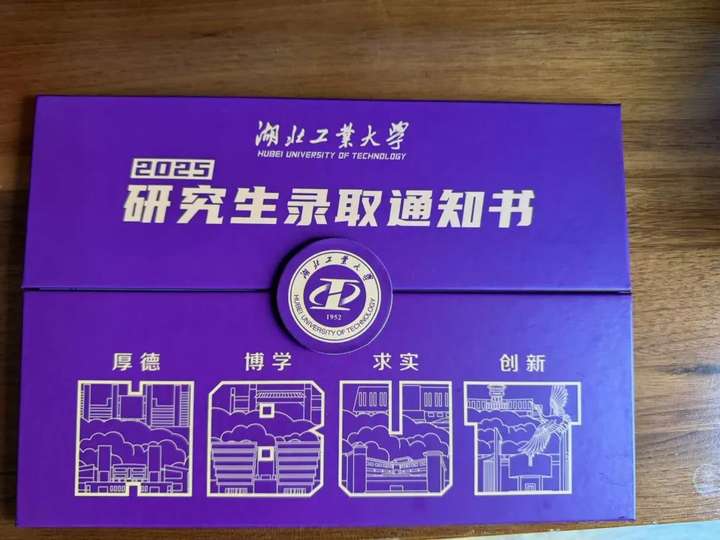 湖北工業大學
HUBEI UNIVERSITY OF TECHNOLOGY
2025
研究生录取通知书
湖北工业大學
1952
HUBEI UNIVERSITY OF TECHNOLOGY
厚德 博学 求实 创新
HBUT